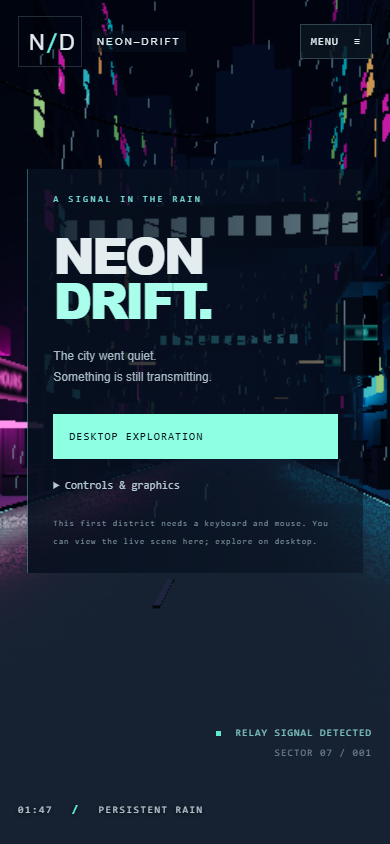 N/D
NEON—DRIFT
MENU ≡
A SIGNAL IN THE RAIN
NEON
DRIFT.
The city went quiet.
Something is still transmitting.
DESKTOP EXPLORATION
▶ Controls & graphics
This first district needs a keyboard and mouse. You
can view the live scene here; explore on desktop.
RELAY SIGNAL DETECTED
SECTOR 07 / 001
01:47 / PERSISTENT RAIN